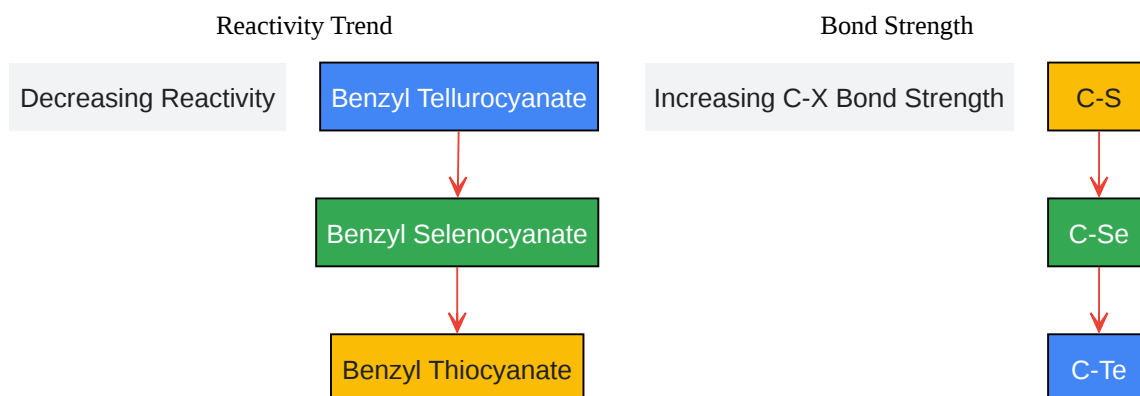 Reactivity Trend
Decreasing Reactivity
Benzyl Tellurocyanate
Benzyl Selenocyanate
Benzyl Thiocyanate
Bond Strength
Increasing C-X Bond Strength
C-S
C-Se
C-Te